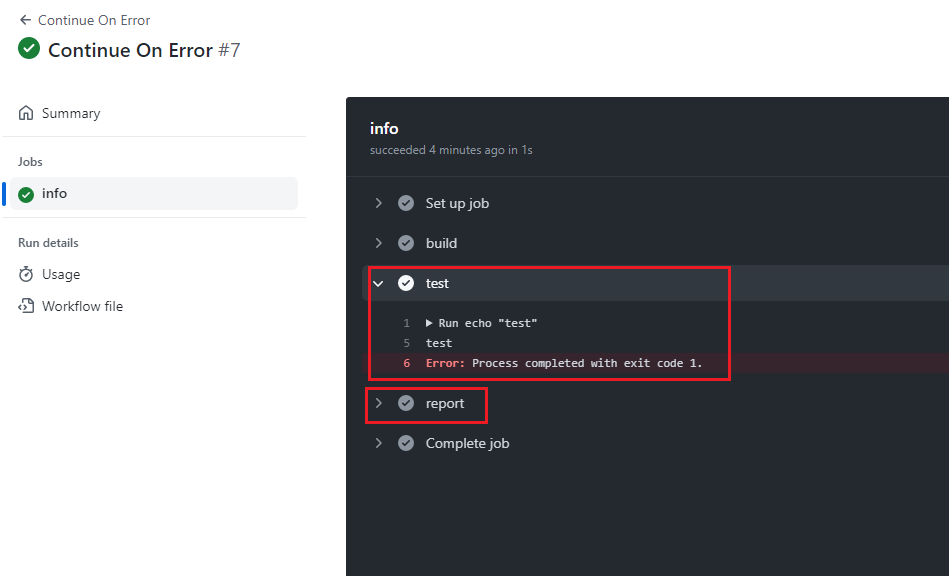 Continue On Error
Continue On Error #7
Summary
Jobs
info
Run details
Usage
Workflow file
info
succeeded 4 minutes ago in 1s
Set up job
build
test
1 Run echo "test"
5 test
6 Error: Process completed with exit code 1.
report
Complete job